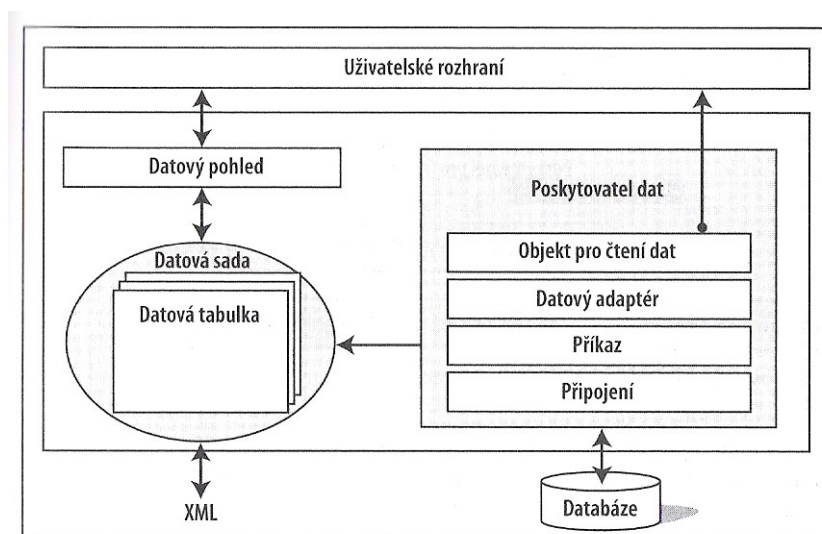 Uživatelské rozhraní
Datový pohled
Datová sada
Datová tabulka
Poskytovatel dat
Objekt pro čtení dat
Datový adaptér
Příkaz
Připojení
XML
Databáze